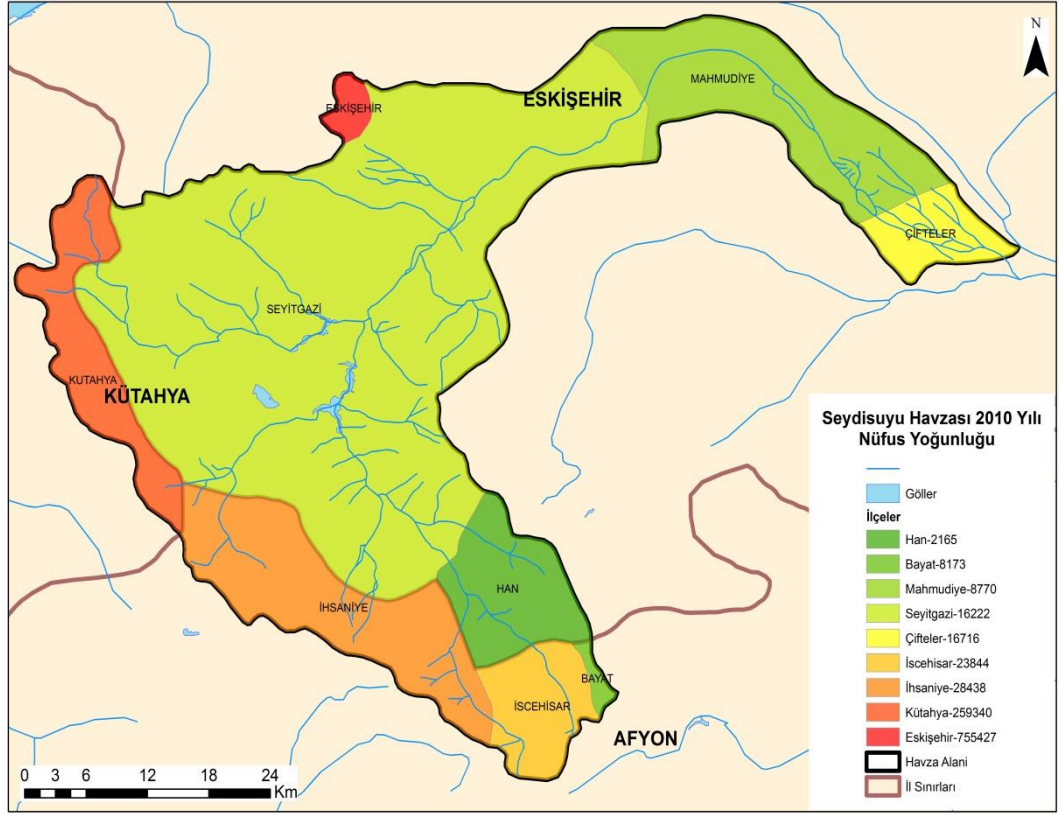 N
MAHMUDİYE
ESKİŞEHİR
ESKİŞEHİR
ÇİFTELER
SEYİTGAZİ
KUTAHYA
KÜTAHYA
HAN
İHSANİYE
BAYAT
İSCEHİSAR
AFYON
Seydisuyu Havzası 2010 Yılı
Nüfus Yoğunluğu
Göller
İlçeler
Han-2165
Bayat-8173
Mahmudiye-8770
Seyitgazi-16222
Çifteler-16716
İscehisar-23844
İhsaniye-28438
Kütahya-259340
Eskişehir-755427
Havza Alani
İl Sınırları
0 3 6 12 18 24
Km